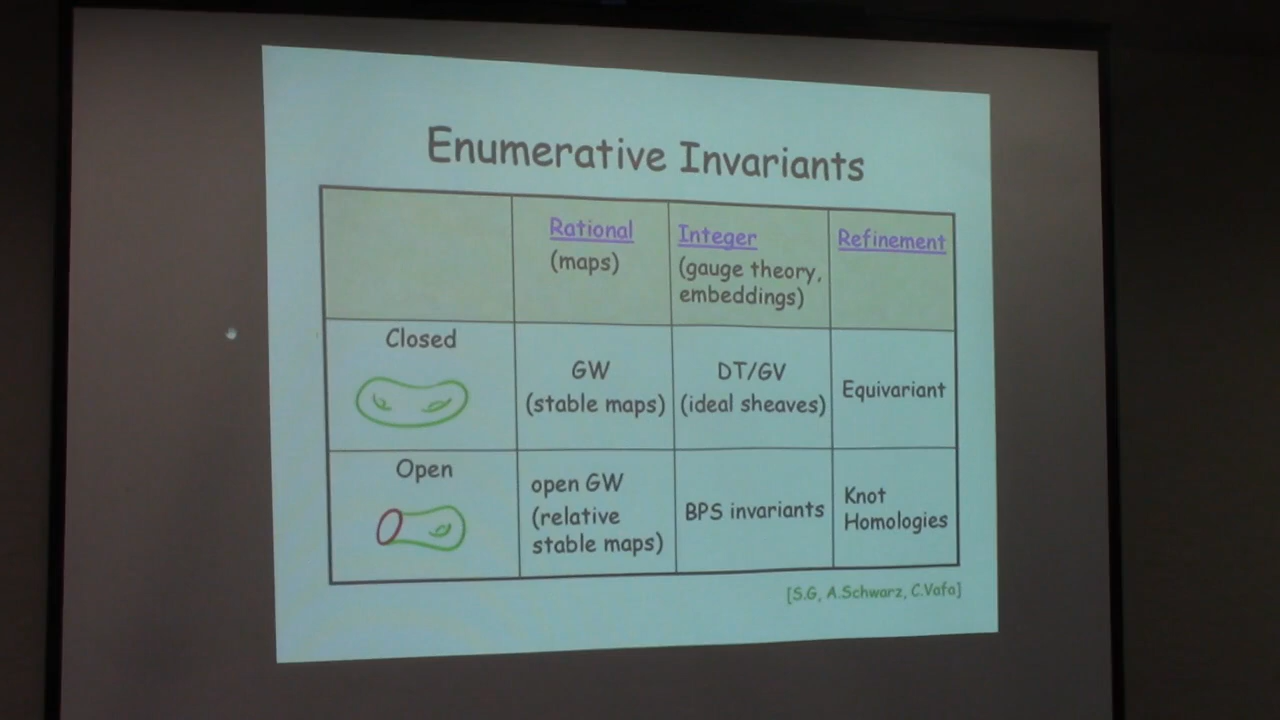 Enumerative Invariants
Rational
(maps)
Integer
(gauge theory,
embeddings)
Refinement
Closed
GW
(stable maps)
DT/GV
(ideal sheaves)
Equivariant
Open
open GW
(relative
stable maps)
BPS invariants
Knot
Homologies
[S.G, A.Schwarz, C.Vafa]